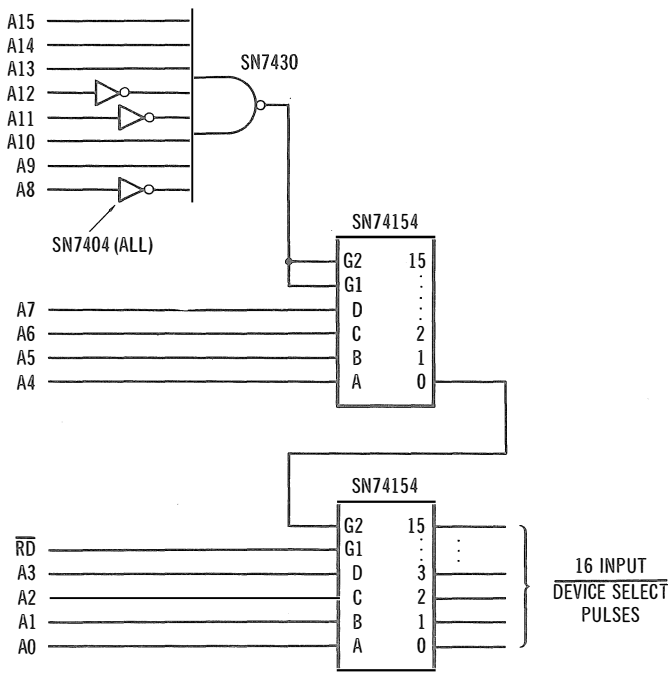 A15
A14
A13
A12
A11
A10
A9
A8
SN7430
SN7404 (ALL)
SN74154
G2 15
G1
D
C 2
B 1
A 0
A7
A6
A5
A4
SN74154
G2 15
G1
D 3
C 2
B 1
A 0
RD
A3
A2
A1
A0
16 INPUT
DEVICE SELECT
PULSES